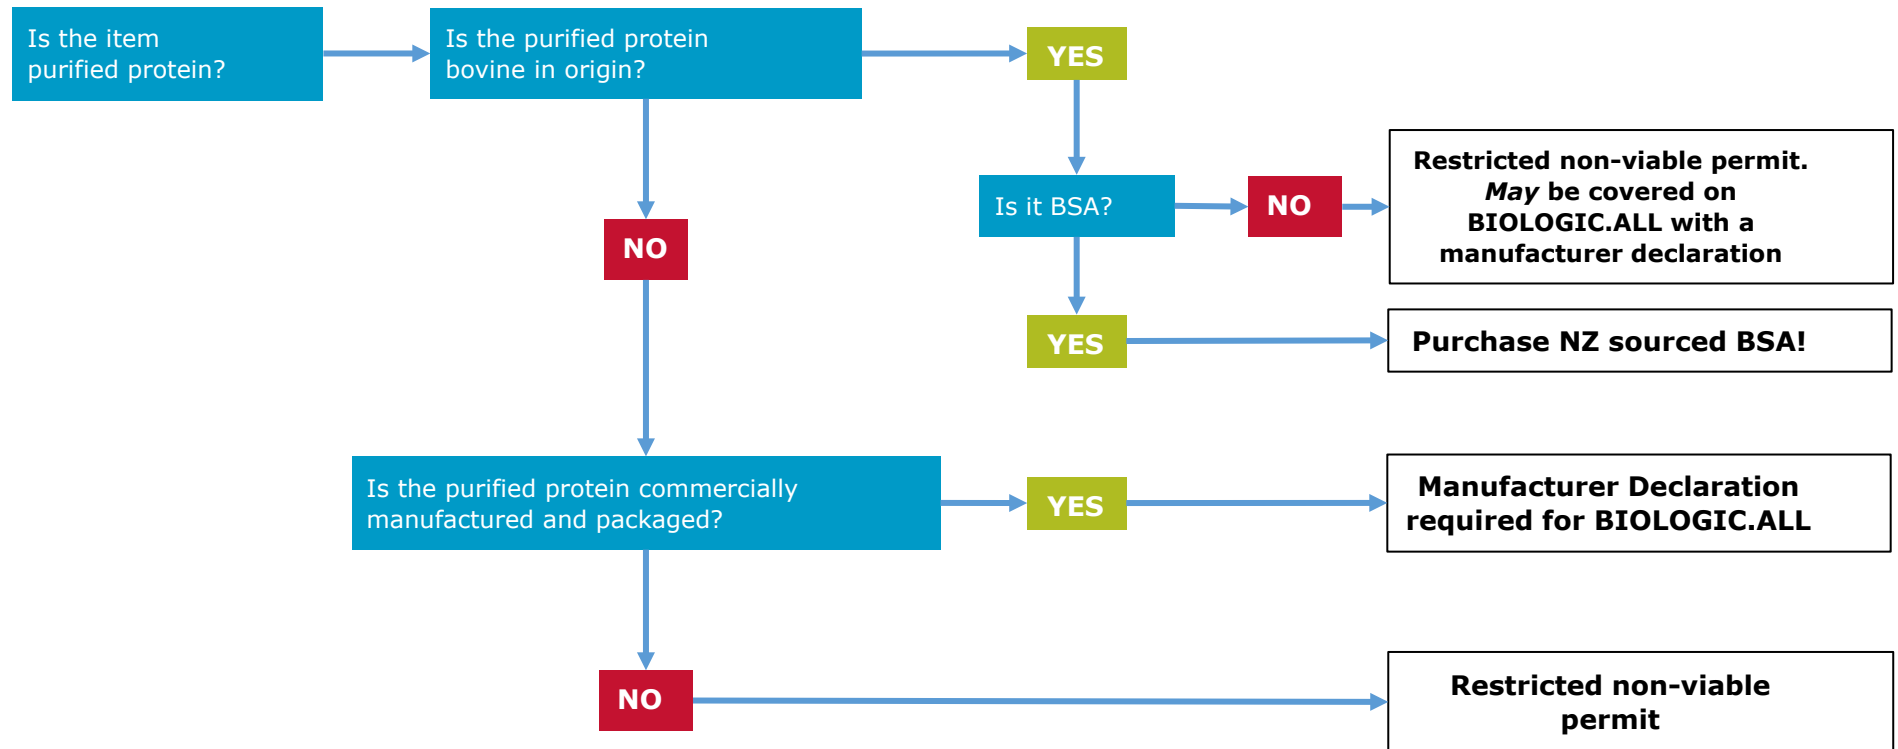 Is the item
purified protein?
Is the purified protein
bovine in origin?
YES
Is it BSA?
NO
Restricted non-viable permit.
May be covered on
BIOLOGIC.ALL with a
manufacturer declaration
NO
YES
Purchase NZ sourced BSA!
Is the purified protein commercially
manufactured and packaged?
YES
Manufacturer Declaration
required for BIOLOGIC.ALL
NO
Restricted non-viable
permit